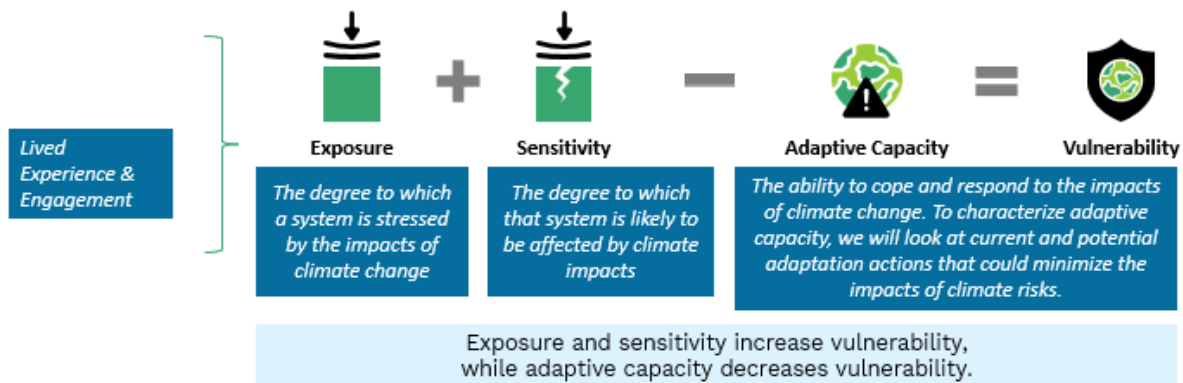 Lived
Experience &
Engagement
Exposure
The degree to which
a system is stressed
by the impacts of
climate change
Sensitivity
The degree to which
that system is likely to
be affected by climate
impacts
Adaptive Capacity
Vulnerability
The ability to cope and respond to the impacts
of climate change. To characterize adaptive
capacity, we will look at current and potential
adaptation actions that could minimize the
impacts of climate risks.
Exposure and sensitivity increase vulnerability,
while adaptive capacity decreases vulnerability.